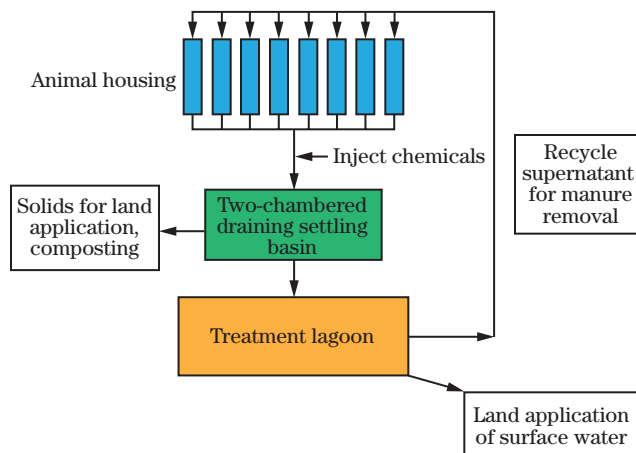 Animal housing
Inject chemicals
Recycle
supernatant
for manure
removal
Solids for land
application,
composting
Two-chambered
draining settling
basin
Treatment lagoon
Land application
of surface water